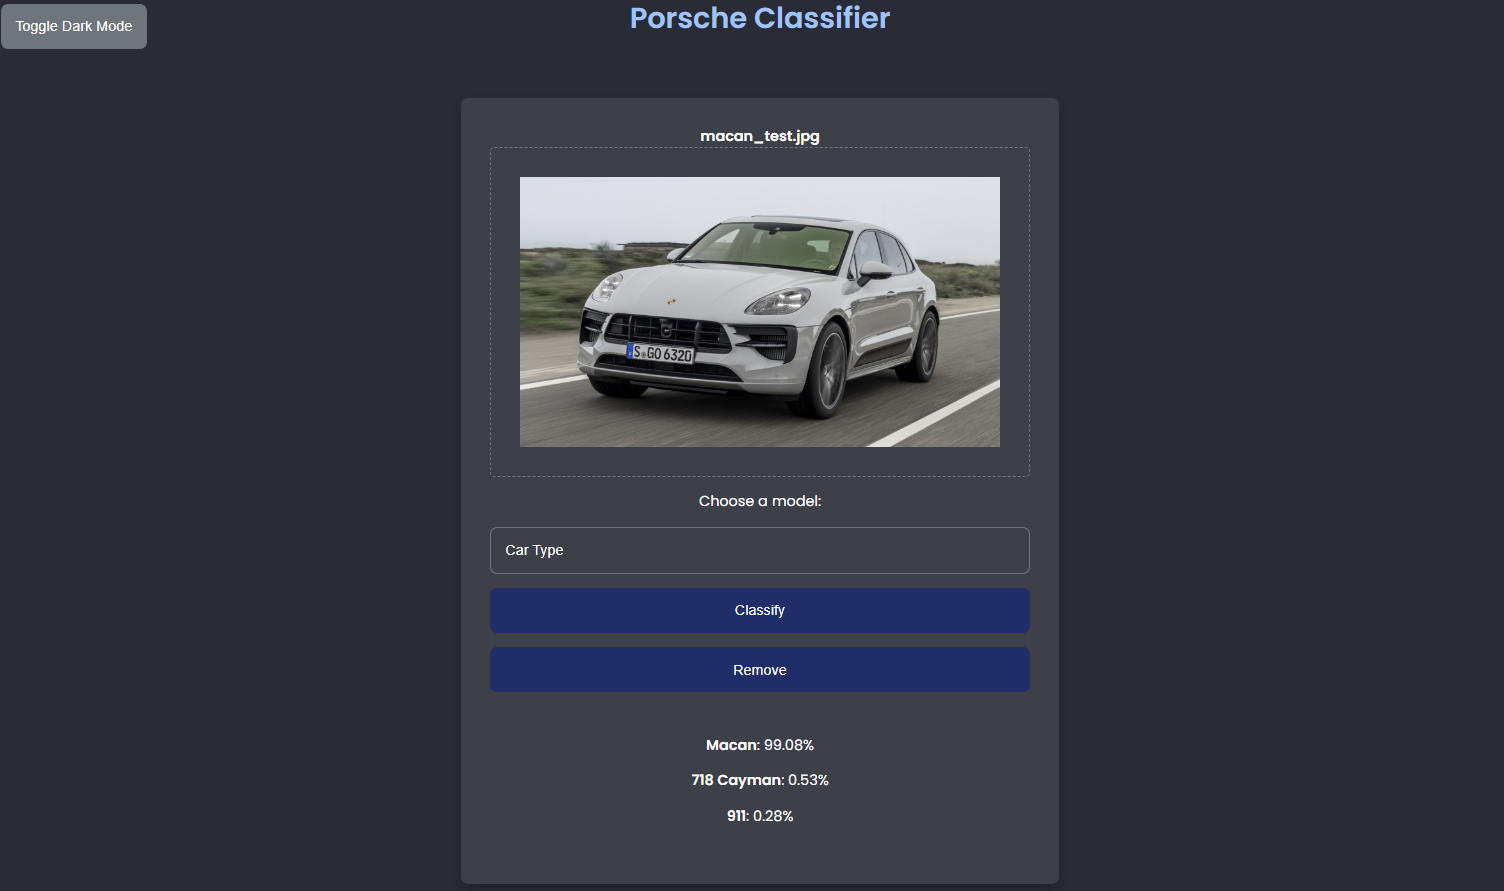 Toggle Dark Mode
Porsche Classifier
macan_test.jpg
S GO 6320
Choose a model:
Car Type
Classify
Remove
Macan: 99.08%
718 Cayman: 0.53%
911: 0.28%